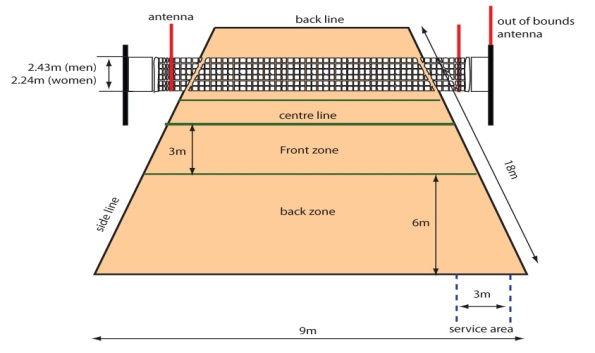 antenna
back line
out of bounds
antenna
2.43m (men)
2.24m (women)
centre line
3m
Front zone
18m
side line
back zone
6m
3m
service area
9m